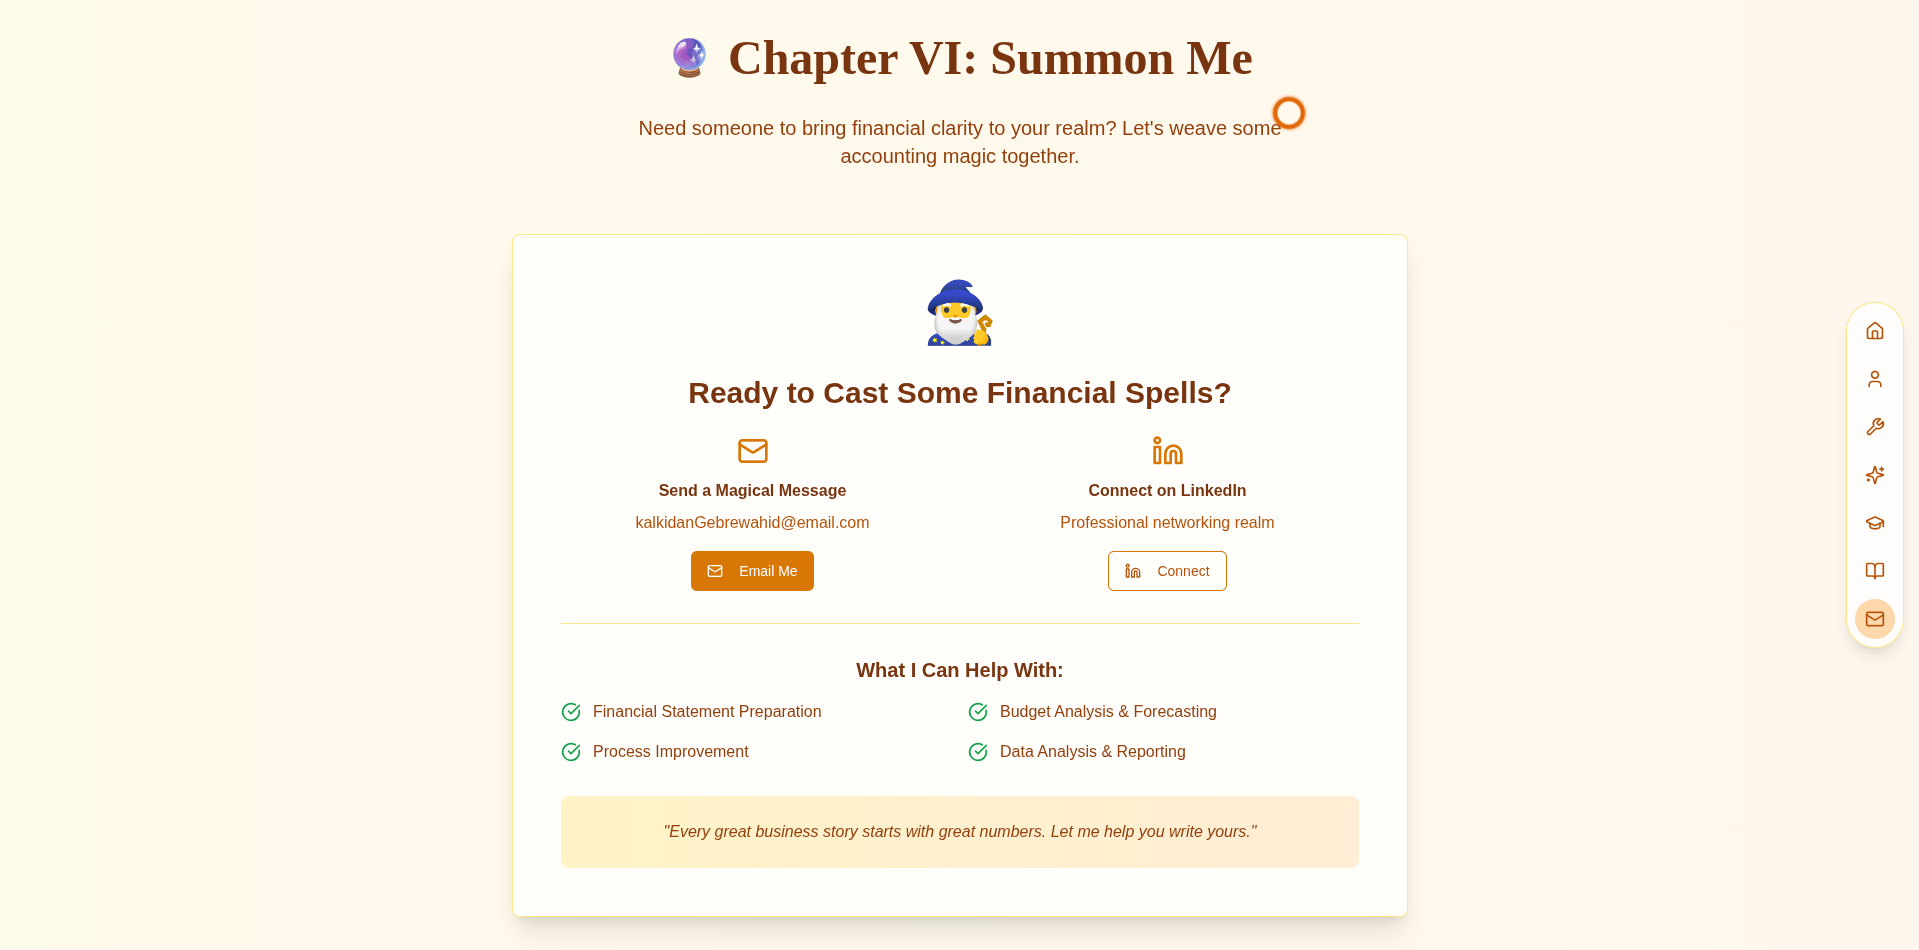 Chapter VI: Summon Me
Need someone to bring financial clarity to your realm? Let's weave some
accounting magic together.
Ready to Cast Some Financial Spells?
Send a Magical Message
kalkidanGebrewahid@email.com
Email Me
Connect on LinkedIn
Professional networking realm
Connect
What I Can Help With:
Financial Statement Preparation
Budget Analysis & Forecasting
Process Improvement
Data Analysis & Reporting
"Every great business story starts with great numbers. Let me help you write yours."